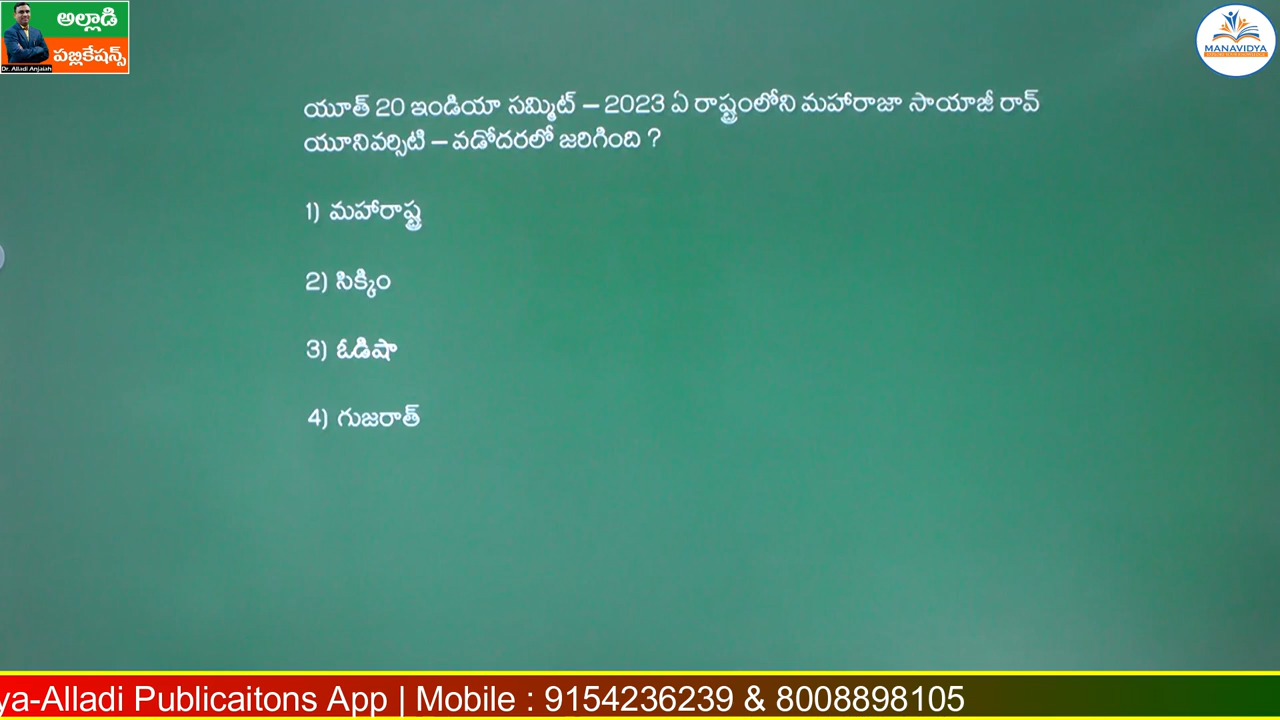 అల్లాడి
పబ్లికేషన్స్
Dr. Alladi Anjaiah
MANAVIDYA
యూత్ 20 ఇండియా సమ్మిట్ – 2023 ఏ రాష్ట్రంలోని మహారాజా సాయాజీ రావ్
యూనివర్సిటి – వడోదరలో జరిగింది ?
1) మహారాష్ట్ర
2) సిక్కిం
3) ఓడిషా
4) గుజరాత్
ya-Alladi Publicaitons App | Mobile : 9154236239 & 8008898105